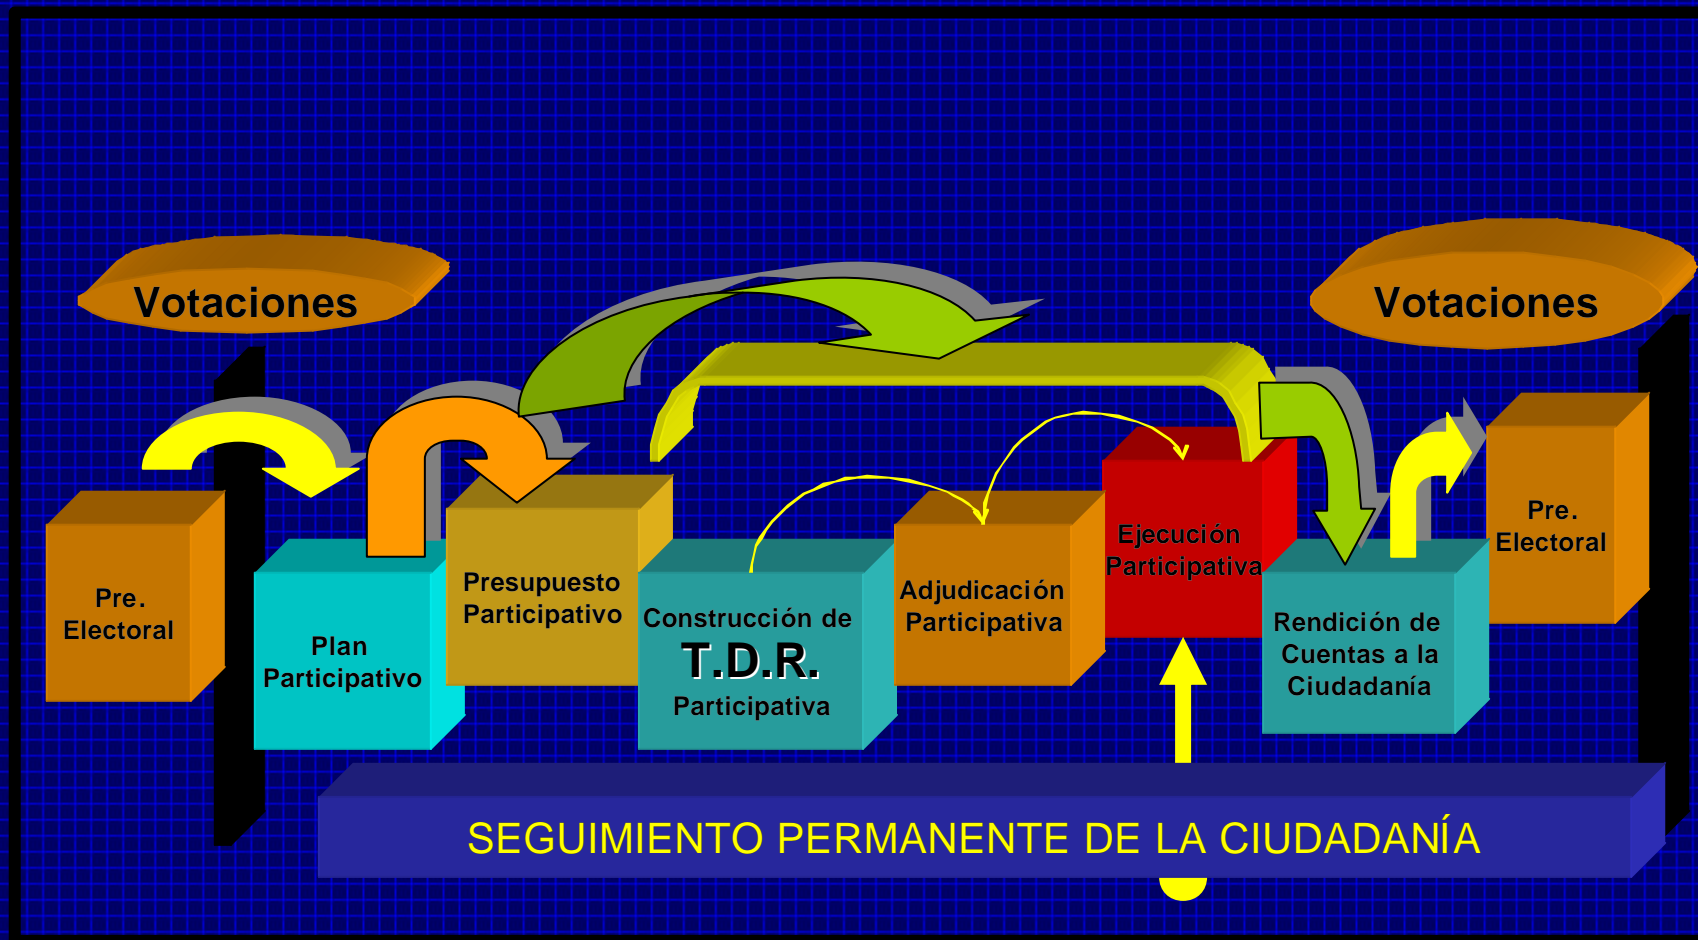 Votaciones
Votaciones
Pre.
Electoral
Plan
Participativo
Presupuesto
Participativo
Construcción de
T.D.R.
Participativa
Adjudicación
Participativa
Ejecución
Participativa
Rendición de
Cuentas a la
Ciudadanía
Pre.
Electoral
SEGUIMIENTO PERMANENTE DE LA CIUDADANÍA